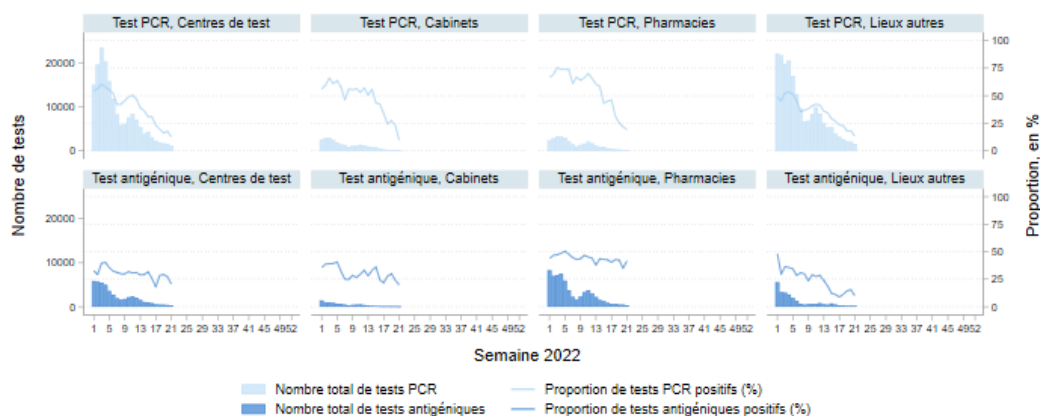 Test PCR, Centres de test
Test PCR, Cabinets
Test PCR, Pharmacies
Test PCR, Lieux autres
20000
10000
0
100
75
50
25
0
Test antigénique, Centres de test
Test antigénique, Cabinets
Test antigénique, Pharmacies
Test antigénique, Lieux autres
20000
10000
0
100
75
50
25
0
Nombre de tests
Proportion, en %
1 5 9 13 17 21 25 29 33 37 41 45 4952
1 5 9 13 17 21 25 29 33 37 41 45 4952
1 5 9 13 17 21 25 29 33 37 41 45 4952
1 5 9 13 17 21 25 29 33 37 41 45 4952
Semaine 2022
Nombre total de tests PCR
Proportion de tests PCR positifs (%)
Nombre total de tests antigéniques
Proportion de tests antigéniques positifs (%)